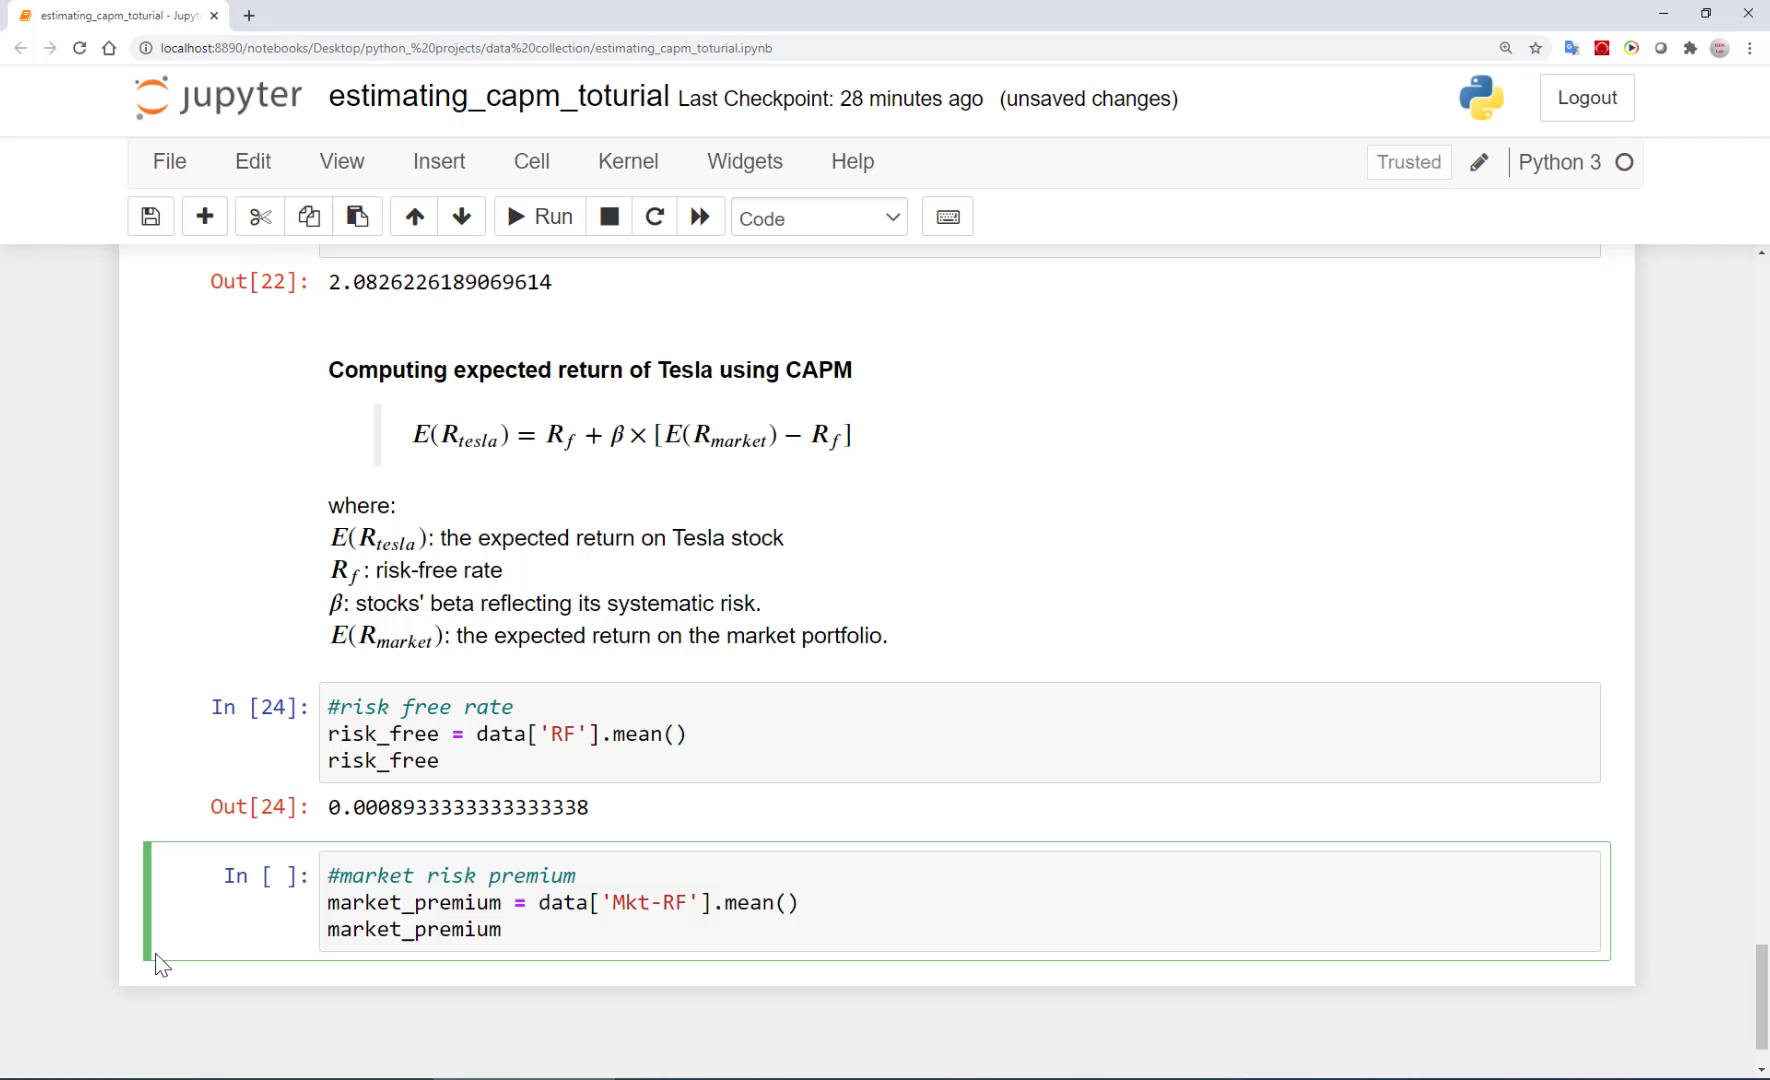 estimating_capm_toturial - Jupyt
localhost:8890/notebooks/Desktop/python_%20projects/data%20collection/estimating_capm_toturial.ipynb
jupyter estimating_capm_toturial Last Checkpoint: 28 minutes ago (unsaved changes)
Logout
File Edit View Insert Cell Kernel Widgets Help
Trusted Python 3
Run Code
Out[22]: 2.0826226189069614
Computing expected return of Tesla using CAPM
E(R_tesla) = R_f + β × [E(R_market) − R_f]
where:
E(R_tesla): the expected return on Tesla stock
R_f: risk-free rate
β: stocks' beta reflecting its systematic risk.
E(R_market): the expected return on the market portfolio.
In [24]: #risk free rate
risk_free = data['RF'].mean()
risk_free
Out[24]: 0.0008933333333333338
In [ ]: #market risk premium
market_premium = data['Mkt-RF'].mean()
market_premium